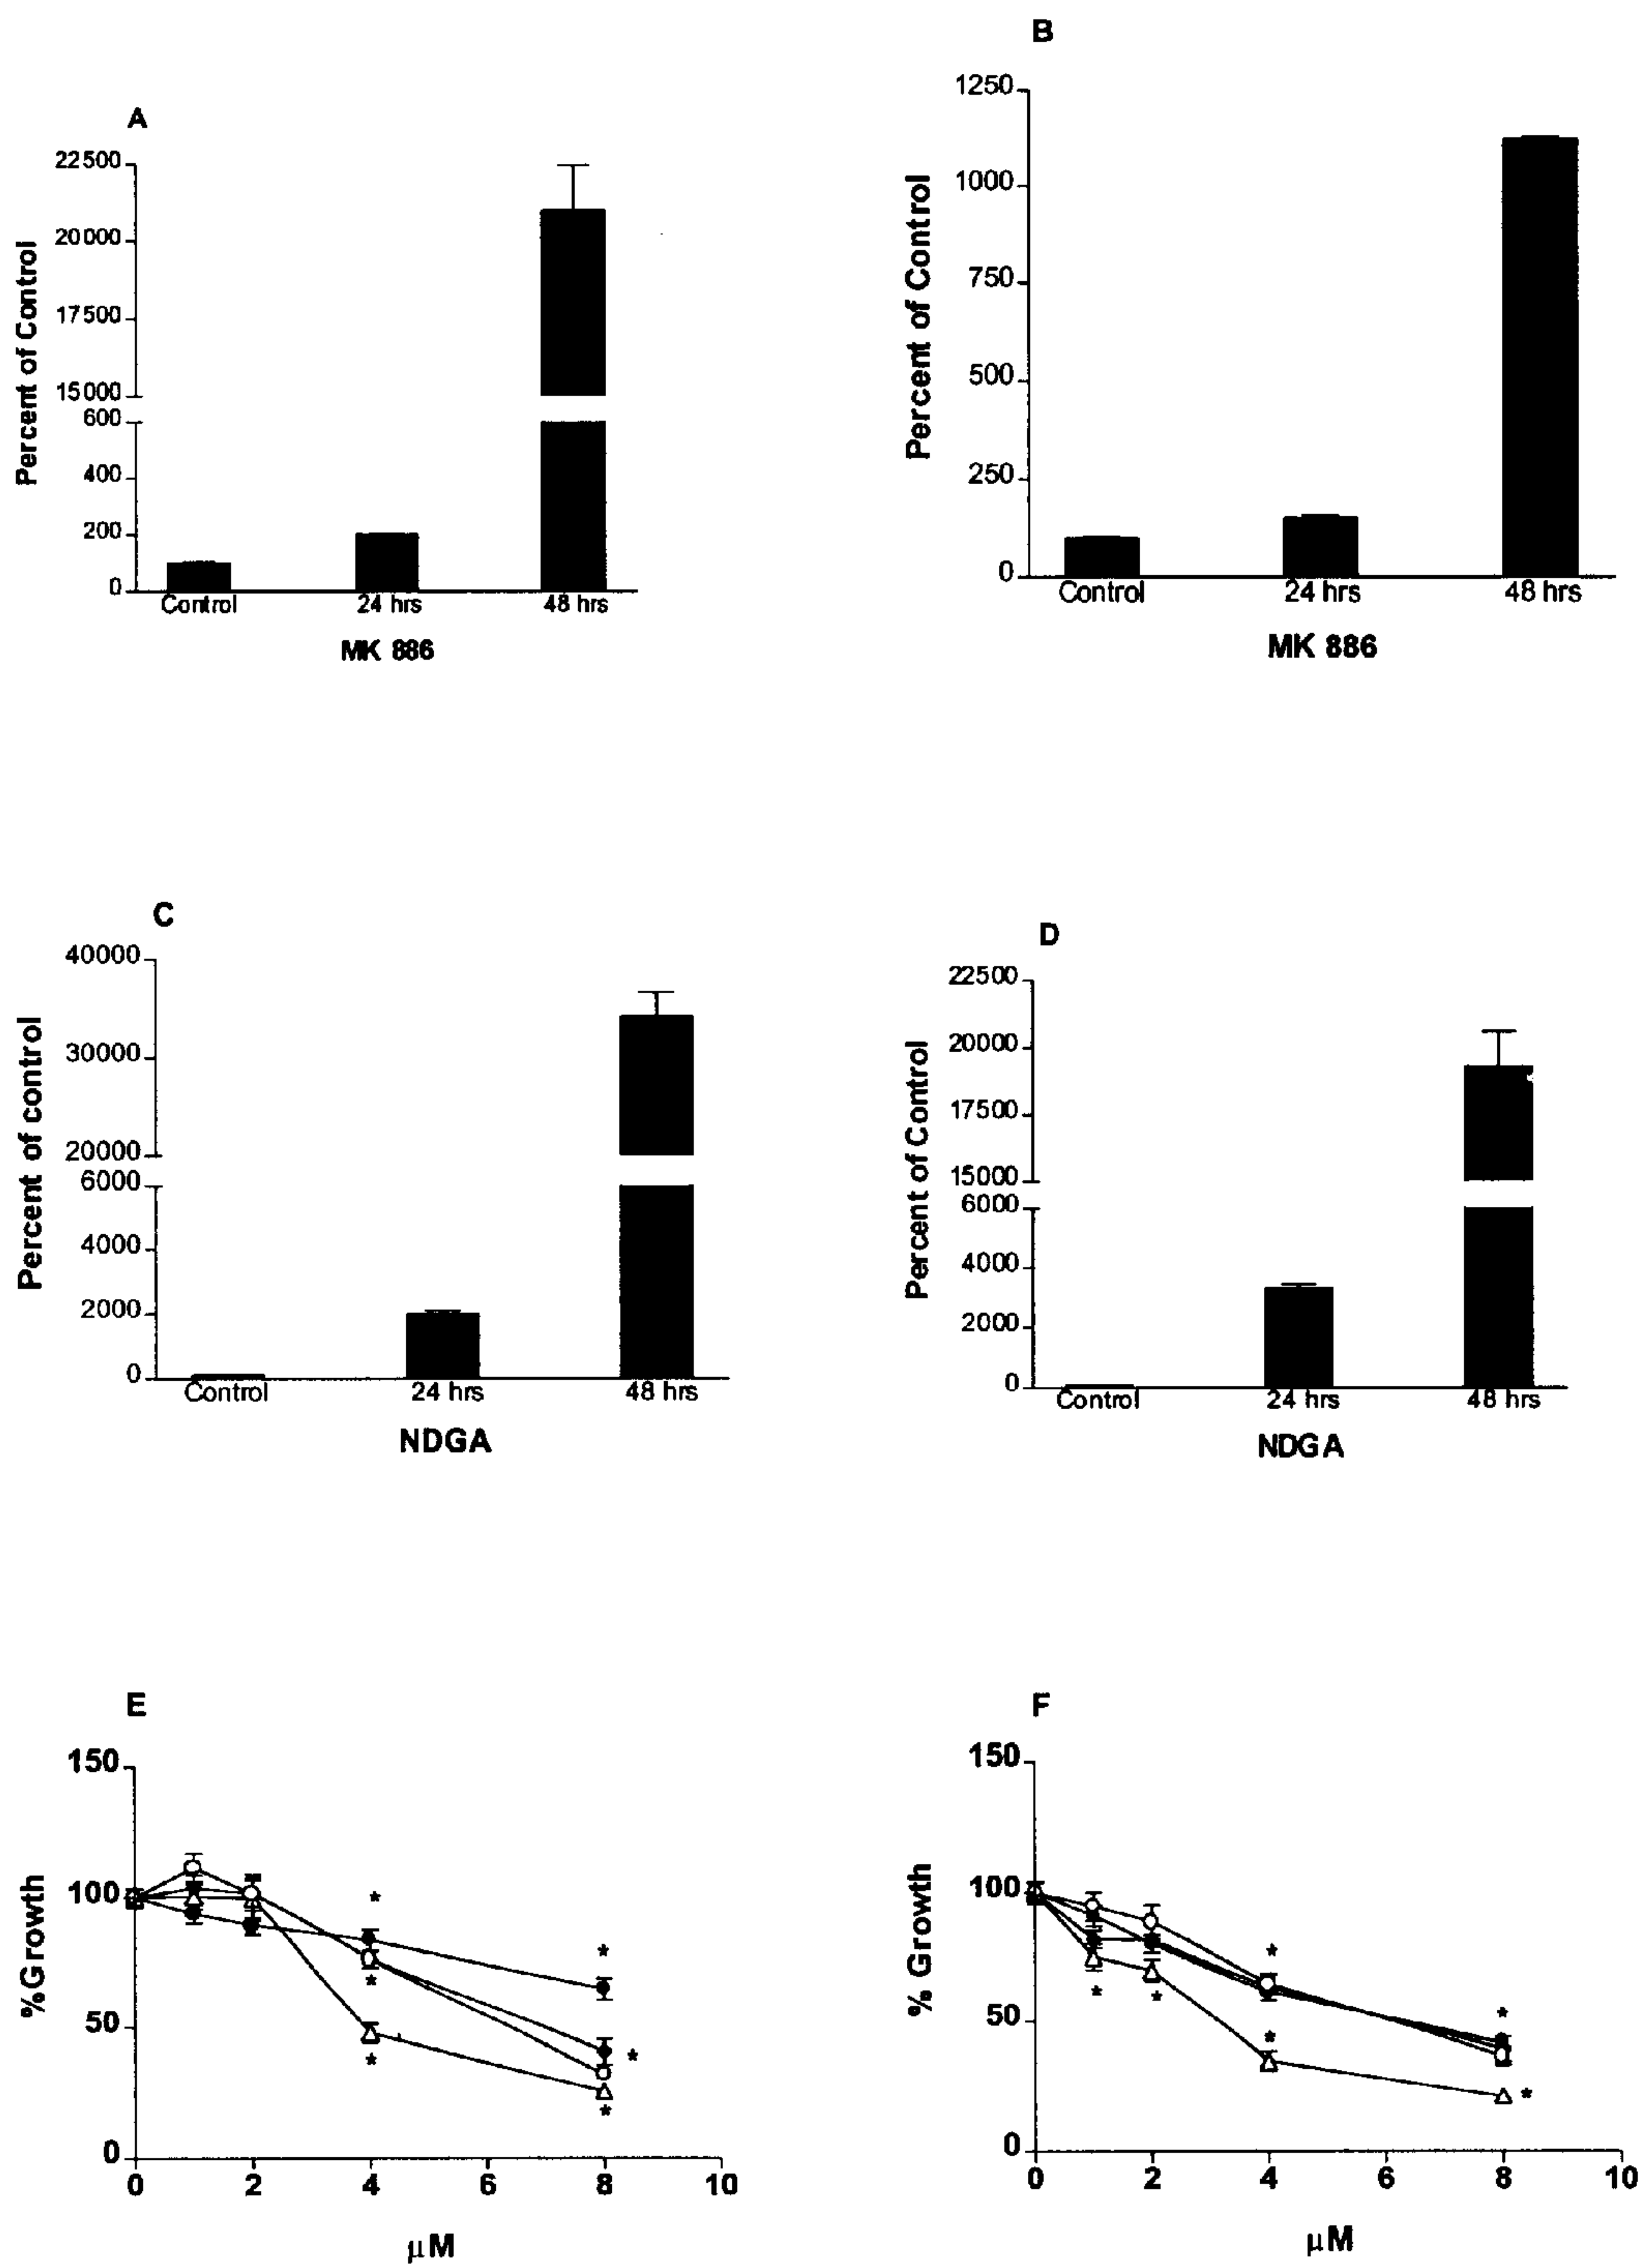 A
Percent of Control
22500
20000
17500
15000
600
400
200
0
Control 24 hrs 48 hrs
MK 886
B
Percent of Control
1250
1000
750
500
250
0
Control 24 hrs 48 hrs
MK 886
C
Percent of control
40000
30000
20000
6000
4000
2000
0
Control 24 hrs 48 hrs
NDGA
D
Percent of Control
22500
20000
17500
15000
6000
4000
2000
0
Control 24 hrs 48 hrs
NDGA
E
% Growth
150
100
50
0
0 2 4 6 8 10
* * * * * * *
μM
F
% Growth
150
100
50
0
0 2 4 6 8 10
* * * * * *
μM